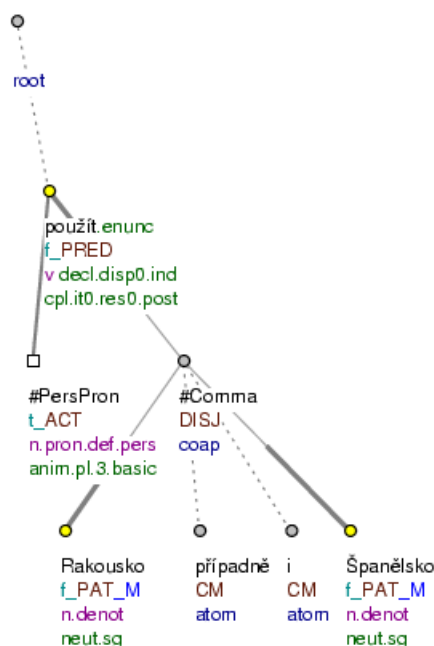 root
použít.enunc
f_PRED
v decl.disp0.ind
cpl.it0.res0.post
#PersPron #Comma
t_ACT DISJ
n.pron.def.pers coap
anim.pl.3.basic
Rakousko případně i Španělsko
f_PAT_M CM CM f_PAT_M
n.denot atom atom n.denot
neut.sg neut.sg